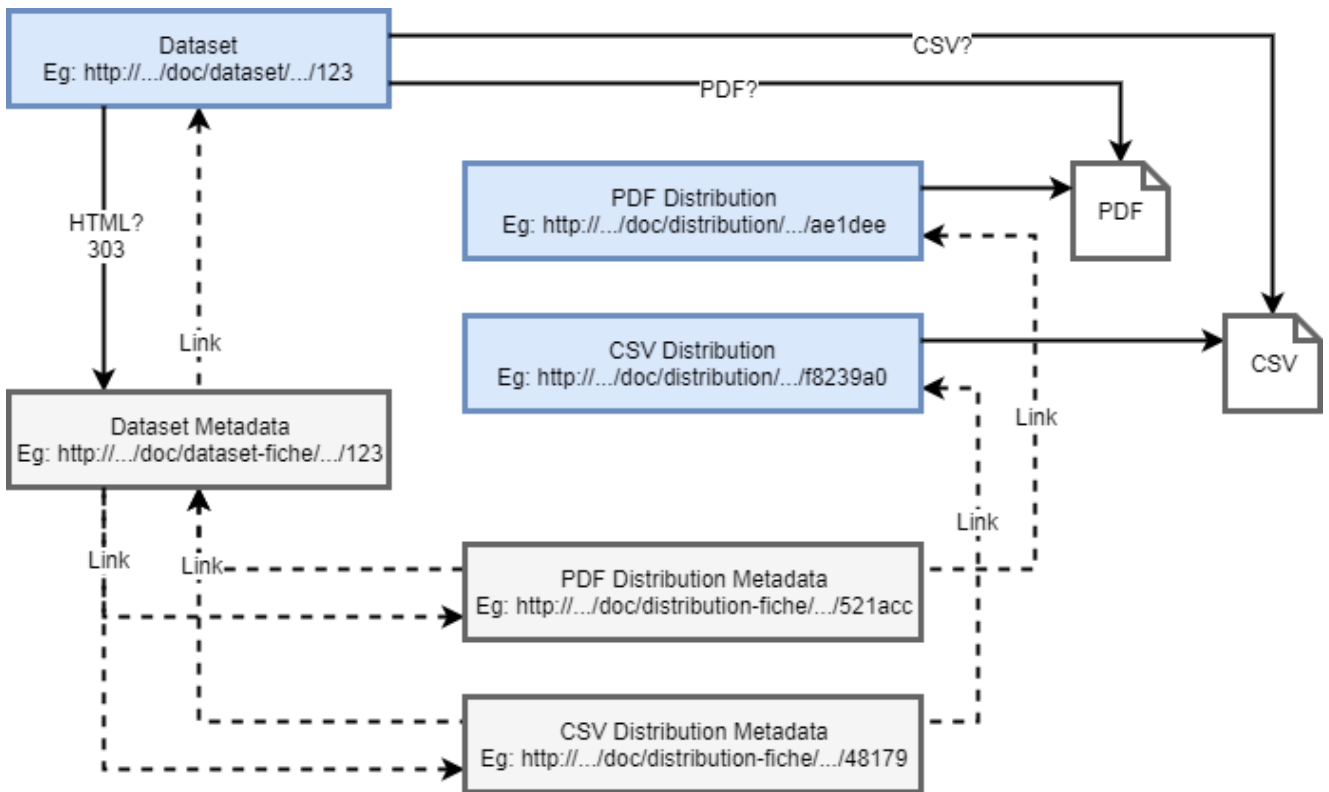 Dataset
Eg: http://.../doc/dataset/.../123
CSV?
PDF?
PDF Distribution
Eg: http://.../doc/distribution/.../ae1dee
PDF
HTML?
303
Link
CSV Distribution
Eg: http://.../doc/distribution/.../f8239a0
CSV
Link
Dataset Metadata
Eg: http://.../doc/dataset-fiche/.../123
Link
Link
Link
PDF Distribution Metadata
Eg: http://.../doc/distribution-fiche/.../521acc
CSV Distribution Metadata
Eg: http://.../doc/distribution-fiche/.../48179